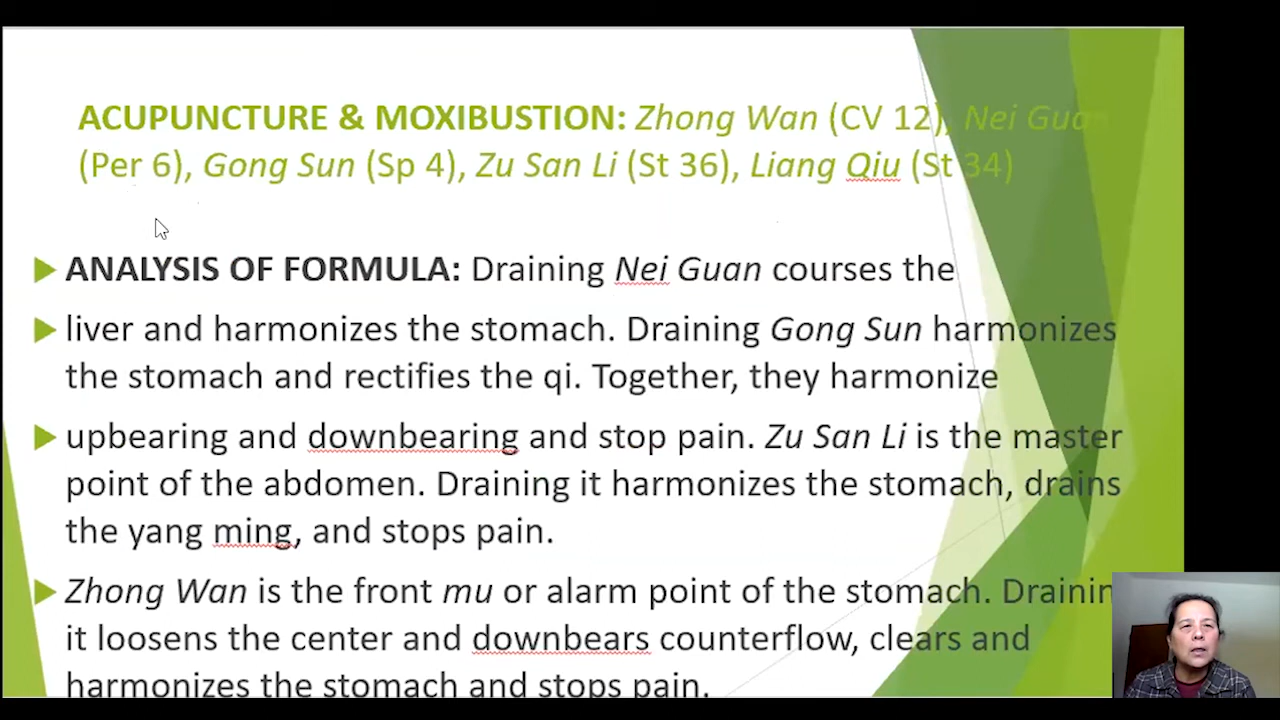 ACUPUNCTURE & MOXIBUSTION: Zhong Wan (CV 12), Nei Guan
(Per 6), Gong Sun (Sp 4), Zu San Li (St 36), Liang Qiu (St 34)
ANALYSIS OF FORMULA: Draining Nei Guan courses the
liver and harmonizes the stomach. Draining Gong Sun harmonizes
the stomach and rectifies the qi. Together, they harmonize
upbearing and downbearing and stop pain. Zu San Li is the master
point of the abdomen. Draining it harmonizes the stomach, drains
the yang ming, and stops pain.
Zhong Wan is the front mu or alarm point of the stomach. Drainin
it loosens the center and downbears counterflow, clears and
harmonizes the stomach and stops pain.